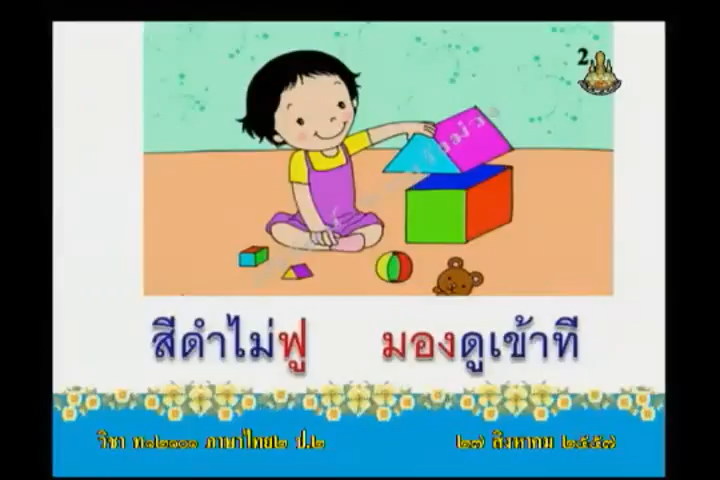 2
สีดำไม่ฟู มองดูเข้าที
วิชา ท๑๒๑๐๑ ภาษาไทย๒ ป.๒ ๒๗ สิงหาคม ๒๕๕๗